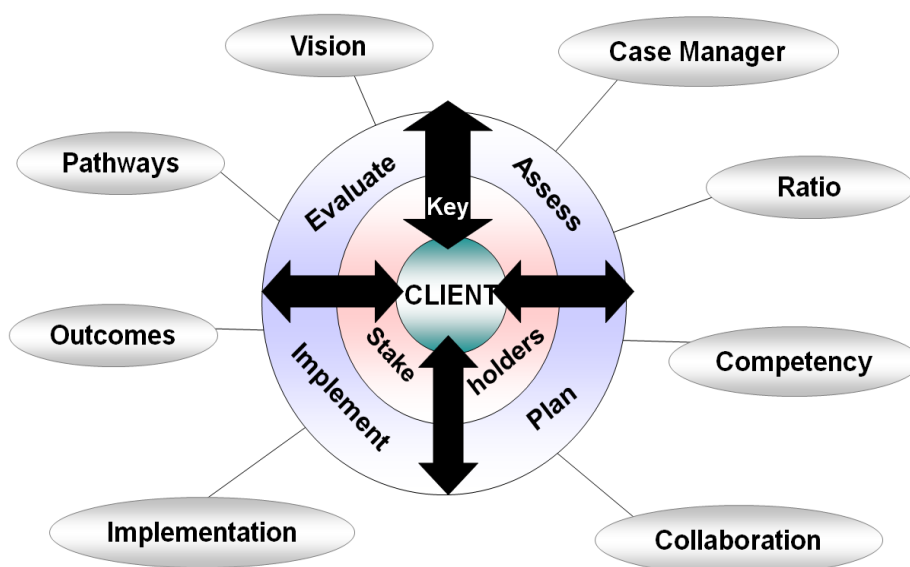 Vision
Case Manager
Pathways
Evaluate
Assess
Key
Ratio
CLIENT
Outcomes
Stake
holders
Implement
Plan
Competency
Implementation
Collaboration